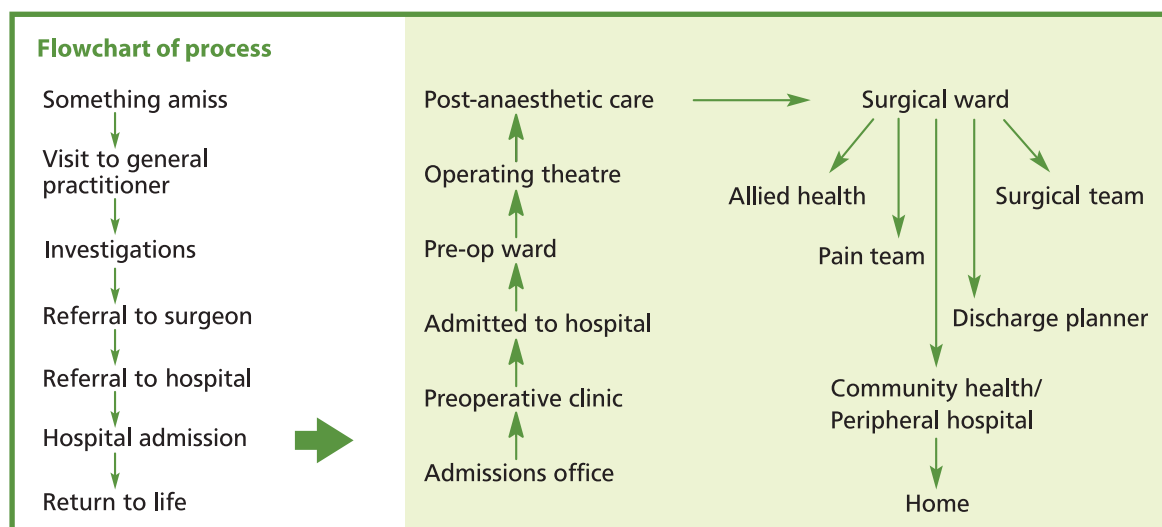 Flowchart of process
Something amiss
Visit to general
practitioner
Investigations
Referral to surgeon
Referral to hospital
Hospital admission
Return to life
Post-anaesthetic care
Operating theatre
Pre-op ward
Admitted to hospital
Preoperative clinic
Admissions office
Surgical ward
Allied health
Surgical team
Pain team
Discharge planner
Community health/
Peripheral hospital
Home